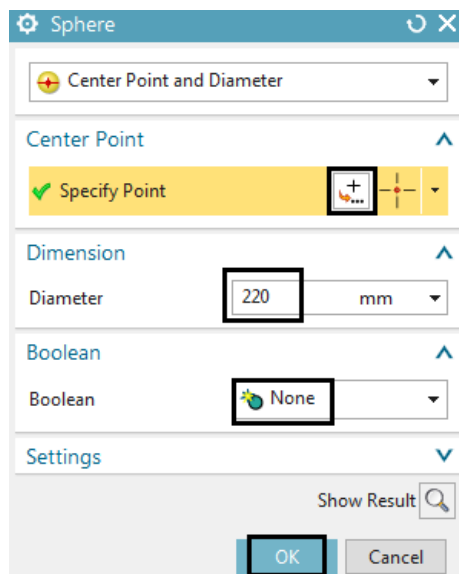 Sphere
Center Point and Diameter
Center Point
Specify Point
Dimension
Diameter 220 mm
Boolean
Boolean None
Settings
Show Result
OK Cancel